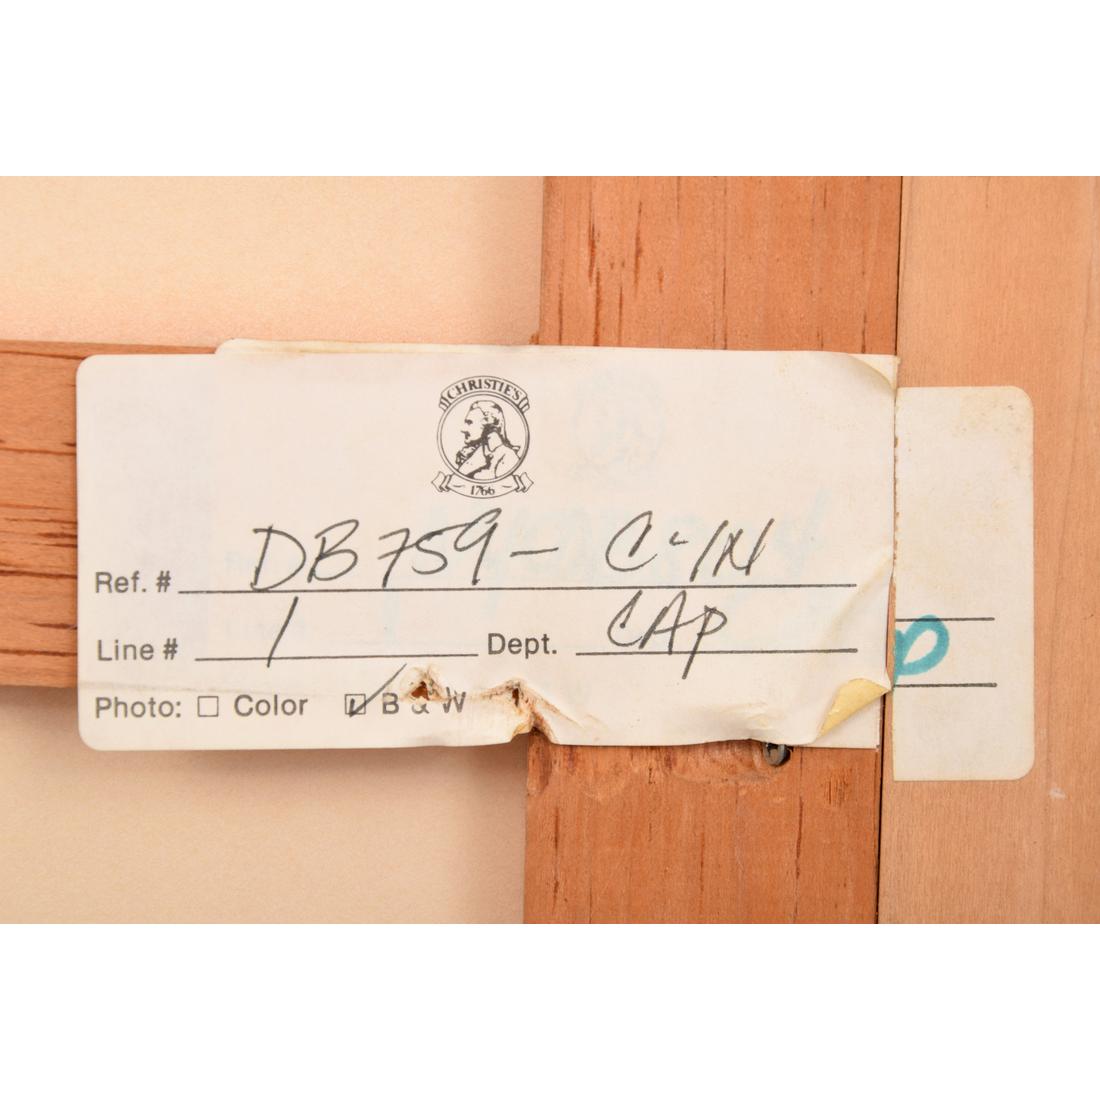 CHRISTIE'S
1766
Ref. # DB759 - C-IN
Line # 1 Dept. CAP
Photo: ☐ Color ☑ B & W
p